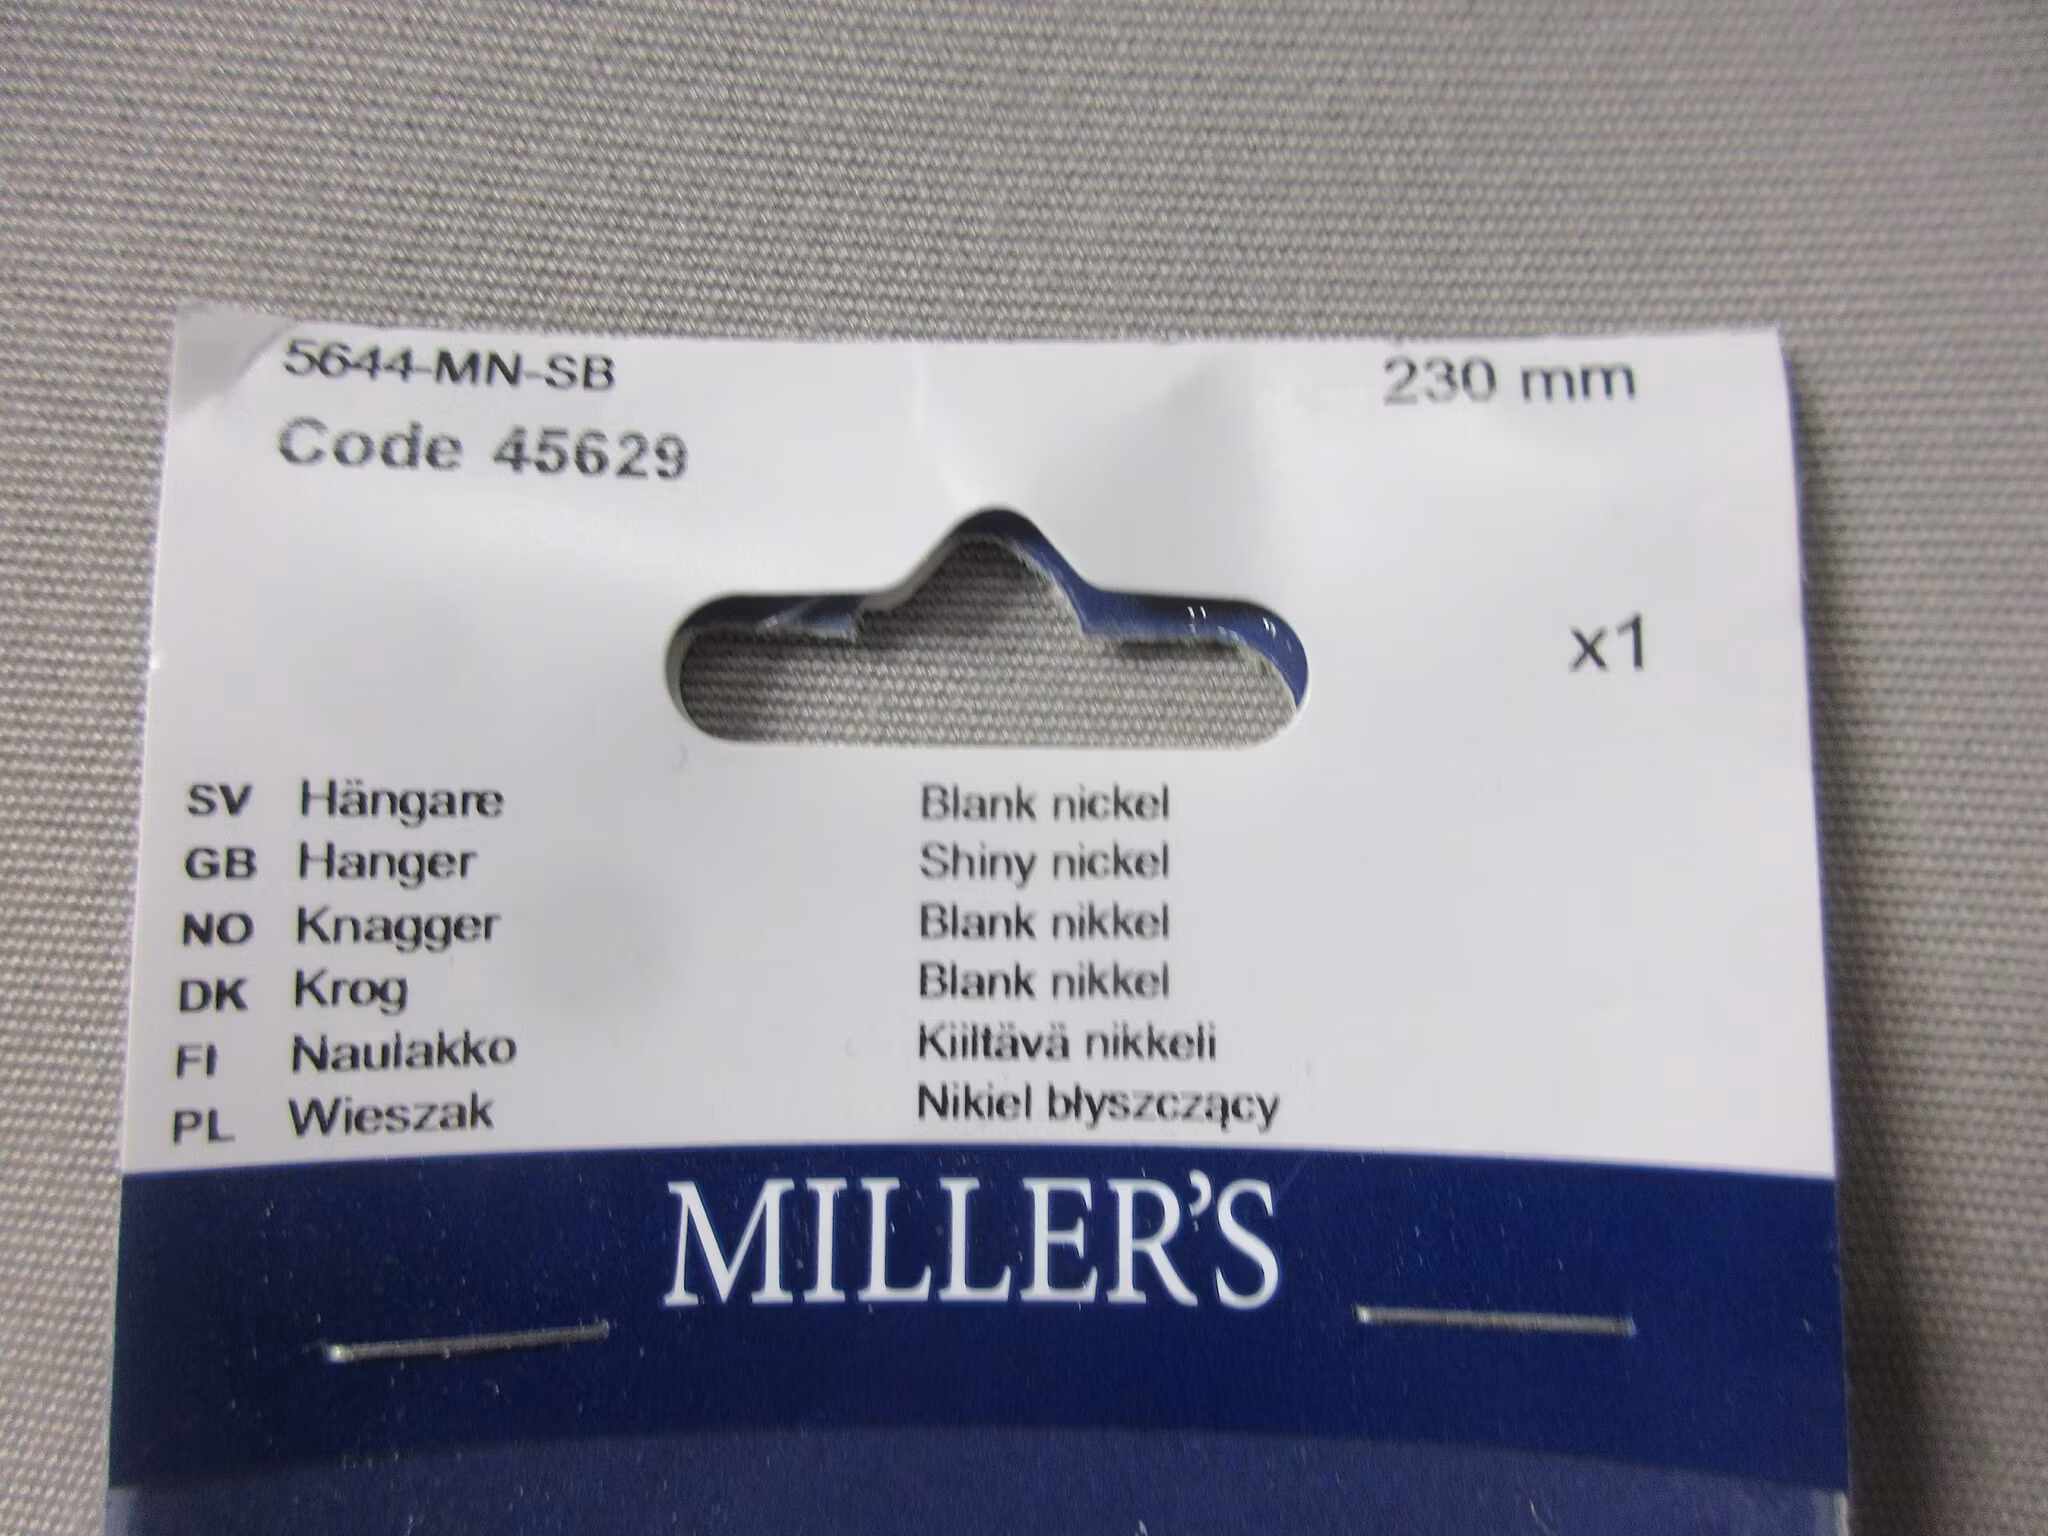 5644-MN-SB 230 mm
Code 45629
x1
SV Hängare Blank nickel
GB Hanger Shiny nickel
NO Knagger Blank nikkel
DK Krog Blank nikkel
FI Naulakko Kiiltävä nikkeli
PL Wieszak Nikiel błyszczący
MILLER'S